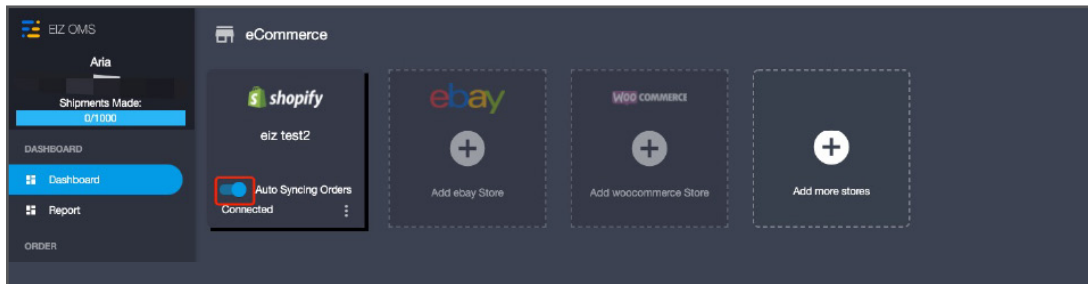 EIZ OMS
Aria
Shipments Made:
0/1000
DASHBOARD
Dashboard
Report
ORDER
eCommerce
shopify
eiz test2
Auto Syncing Orders
Connected
ebay
Add ebay Store
WOO COMMERCE
Add woocommerce Store
Add more stores